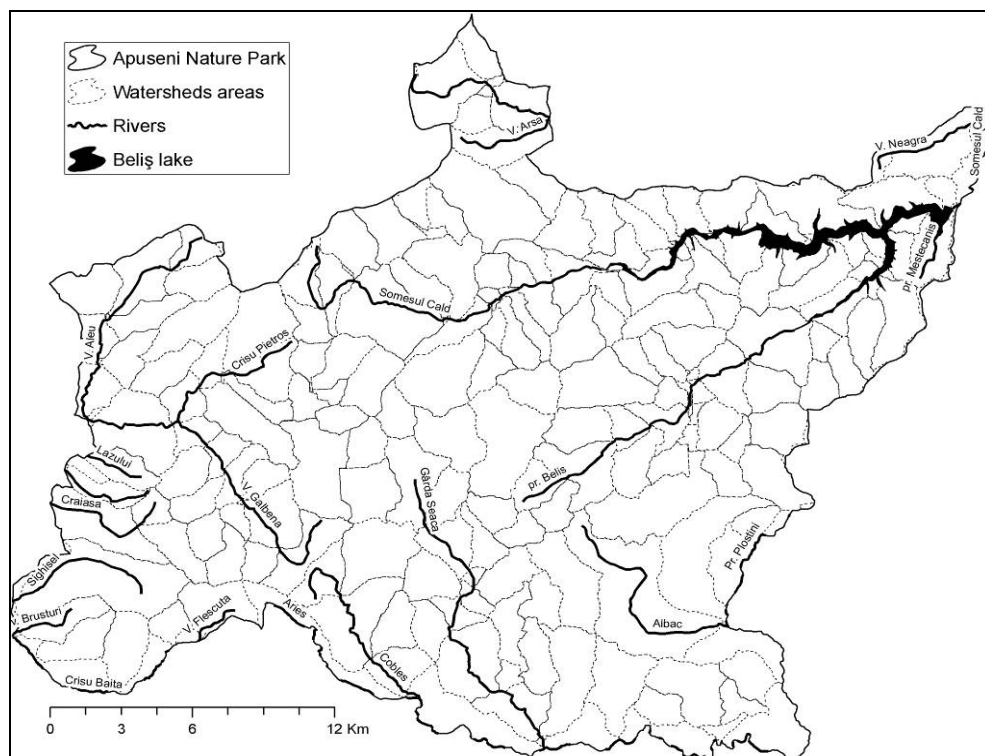 Apuseni Nature Park
Watersheds areas
Rivers
Beliş lake
V. Arsa
V. Neagra
Somesul Cald
pr. Mestecanis
Somesul Cald
V. Aleu
Crisu Pietros
Lazului
Craiasa
V. Galbena
Gârda Seaca
pr. Belis
Pr. Plostini
Sighisel
V. Brusturi
V. Flescuta
Aries
Albac
Cobles
Crisu Baita
0 3 6 12 Km